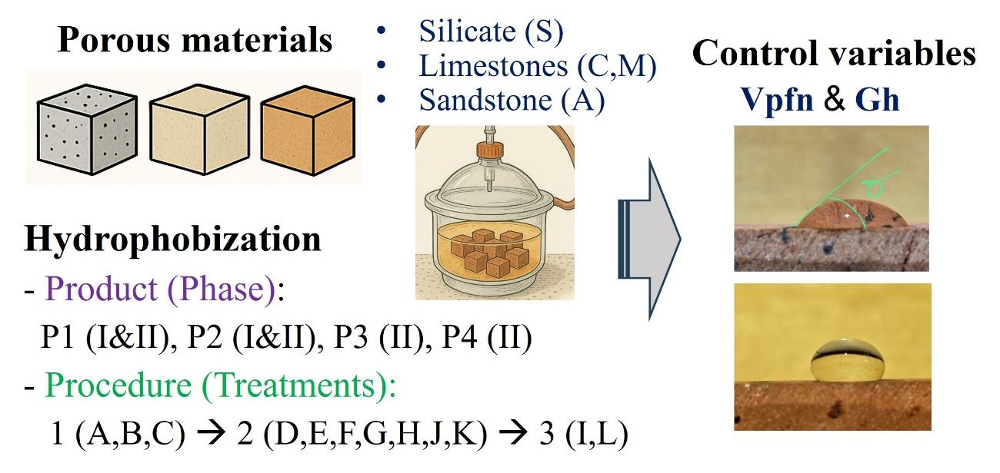 Porous materials
• Silicate (S)
• Limestones (C,M)
• Sandstone (A)
Hydrophobization
- Product (Phase):
P1 (I&II), P2 (I&II), P3 (II), P4 (II)
- Procedure (Treatments):
1 (A,B,C) → 2 (D,E,F,G,H,J,K) → 3 (I,L)
Control variables
Vpfn & Gh